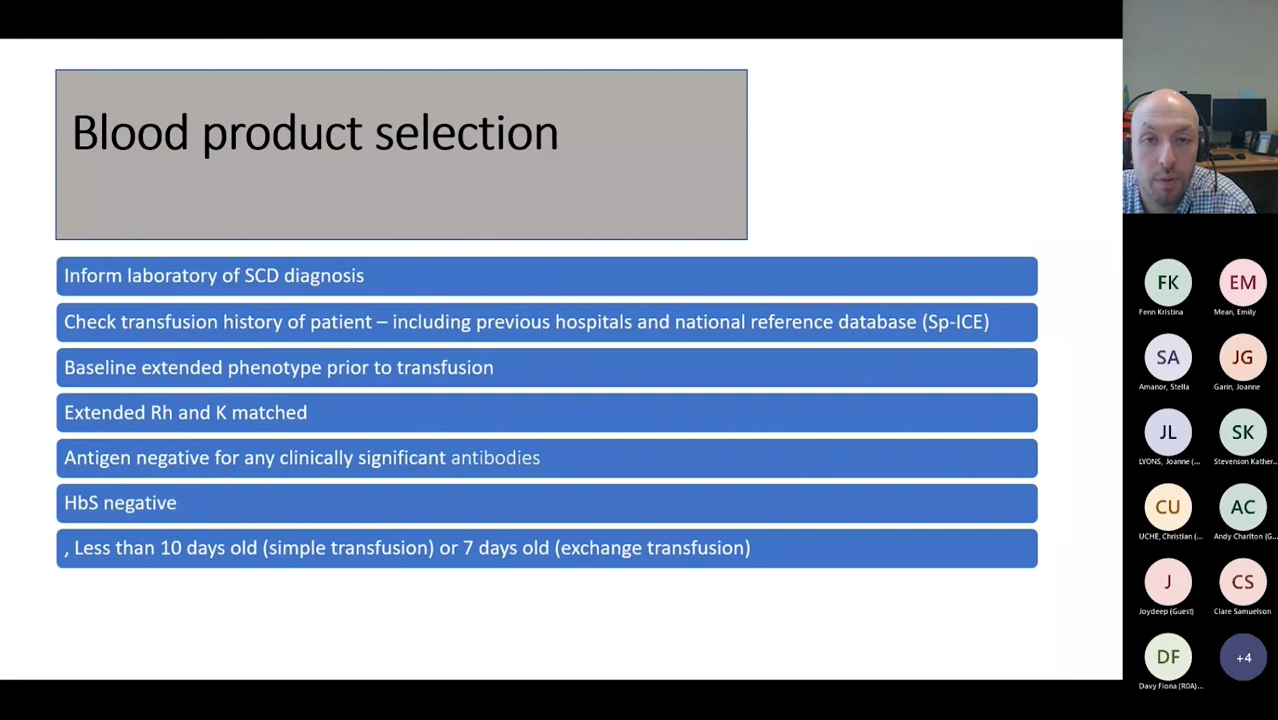 Blood product selection
Inform laboratory of SCD diagnosis
Check transfusion history of patient – including previous hospitals and national reference database (Sp-ICE)
Baseline extended phenotype prior to transfusion
Extended Rh and K matched
Antigen negative for any clinically significant antibodies
HbS negative
, Less than 10 days old (simple transfusion) or 7 days old (exchange transfusion)
FK EM
Fenn Kristina Mean, Emily
SA JG
Amanor, Stella Garin, Joanne
JL SK
LYONS, Joanne (... Stevenson Kather...
CU AC
UCHE, Christian (... Andy Charlton (G...
J CS
Joydeep (Guest) Clare Samuelson
DF +4
Davy Fiona (R0A)...